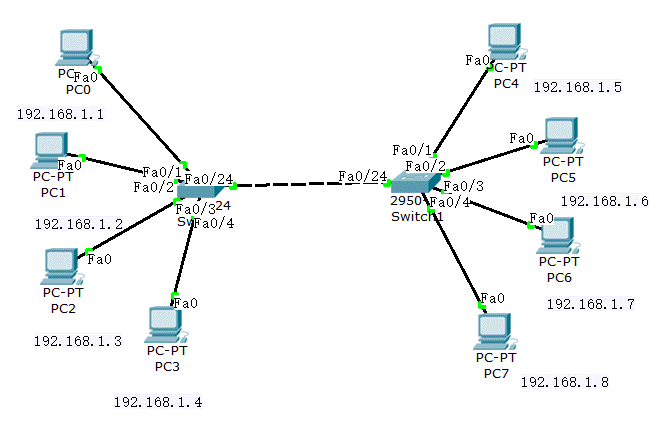 PC
Fa0
PC0
192.168.1.1
Fa0
PC-PT
PC1
192.168.1.2
Fa0
PC-PT
PC2
192.168.1.3
Fa0
PC-PT
PC3
192.168.1.4
Fa0/1
Fa0/24
Fa0/2
Fa0/3
24
Fa0/4
Fa0/24
Fa0/1
Fa0/2
Fa0/3
2950
Fa0/4
Switch1
Fa0
PC-PT
PC4
192.168.1.5
Fa0
PC-PT
PC5
192.168.1.6
Fa0
PC-PT
PC6
192.168.1.7
Fa0
PC-PT
PC7
192.168.1.8